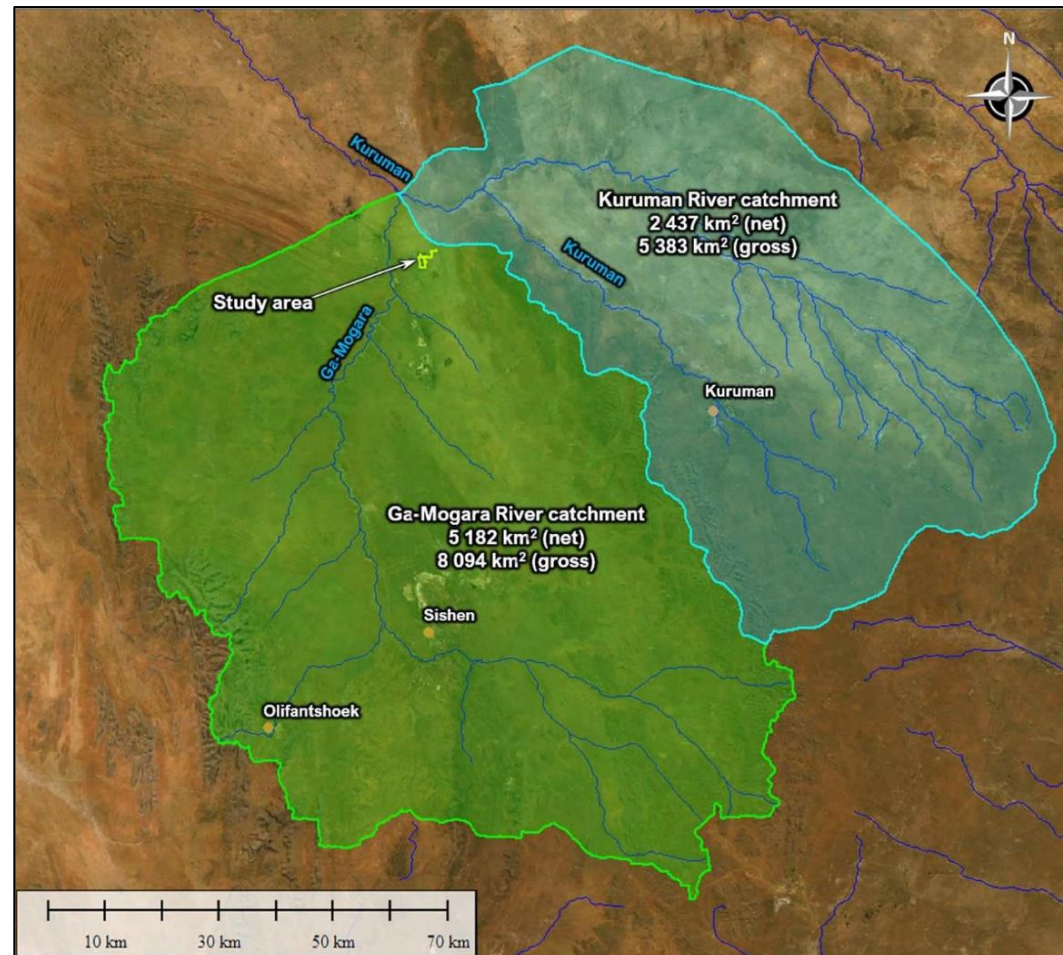 N
Kuruman
Kuruman River catchment
2 437 km² (net)
5 383 km² (gross)
Kuruman
Study area
Ga-Mogara
Kuruman
Ga-Mogara River catchment
5 182 km² (net)
8 094 km² (gross)
Sishen
Olifantshoek
10 km 30 km 50 km 70 km